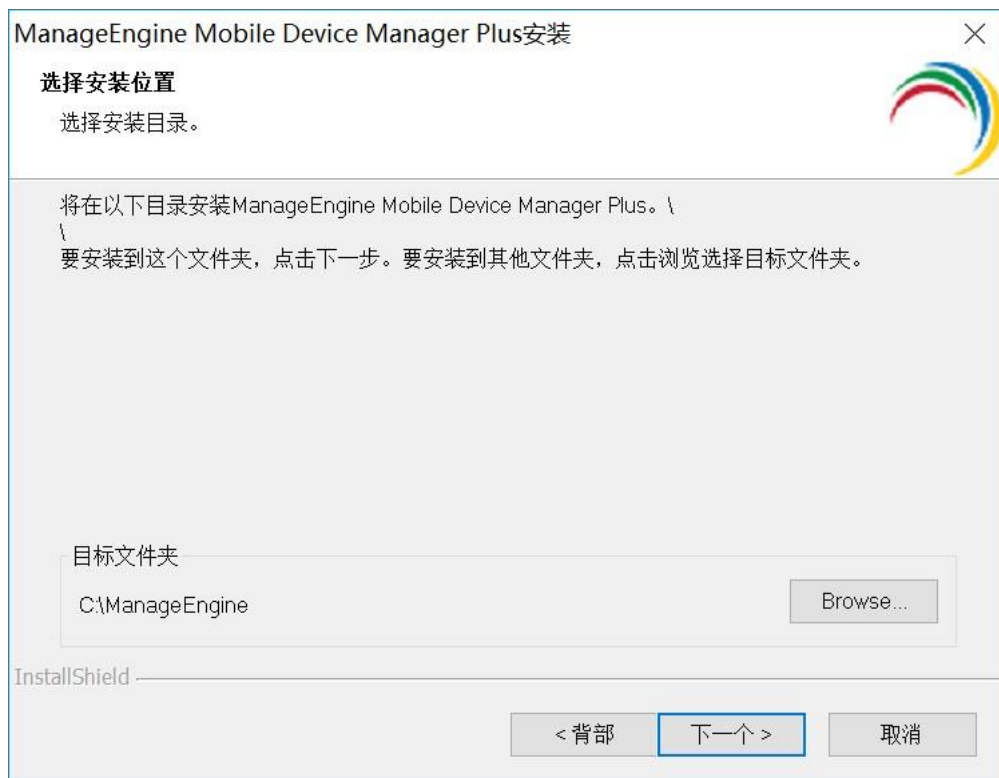 ManageEngine Mobile Device Manager Plus安装
选择安装位置
选择安装目录。
将在以下目录安装ManageEngine Mobile Device Manager Plus。\
\
要安装到这个文件夹，点击下一步。要安装到其他文件夹，点击浏览选择目标文件夹。
目标文件夹
C:\ManageEngine
Browse...
InstallShield
< 背部
下一个 >
取消